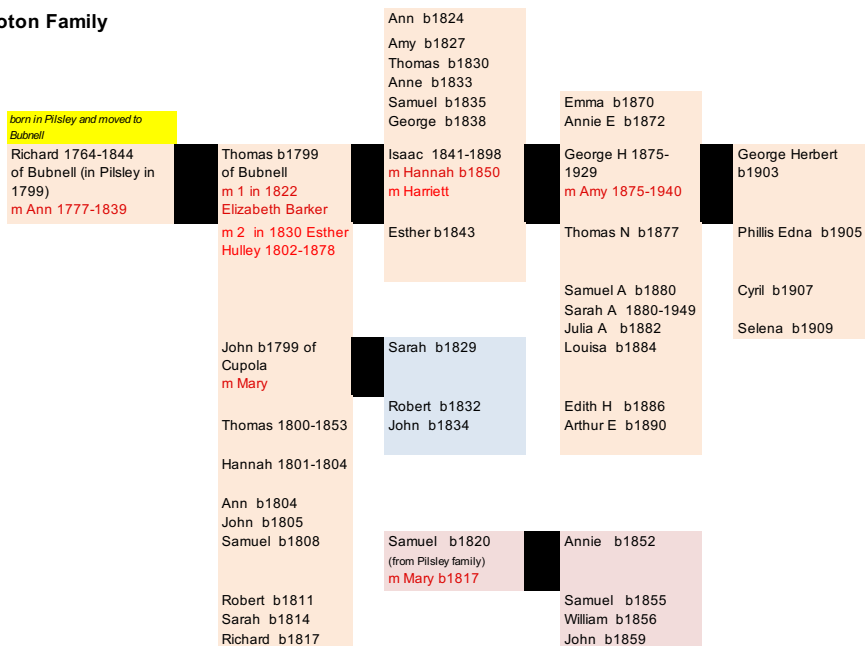 oton Family
born in Pilsley and moved to
Bubnell
Richard 1764-1844
of Bubnell (in Pilsley in
1799)
m Ann 1777-1839
Thomas b1799
of Bubnell
m 1 in 1822
Elizabeth Barker
m 2 in 1830 Esther
Hulley 1802-1878
John b1799 of
Cupola
m Mary
Thomas 1800-1853
Hannah 1801-1804
Ann b1804
John b1805
Samuel b1808
Robert b1811
Sarah b1814
Richard b1817
Ann b1824
Amy b1827
Thomas b1830
Anne b1833
Samuel b1835
George b1838
Isaac 1841-1898
m Hannah b1850
m Harriett
Esther b1843
Sarah b1829
Robert b1832
John b1834
Samuel b1820
(from Pilsley family)
m Mary b1817
Emma b1870
Annie E b1872
George H 1875-
1929
m Amy 1875-1940
Thomas N b1877
Samuel A b1880
Sarah A 1880-1949
Julia A b1882
Louisa b1884
Edith H b1886
Arthur E b1890
Annie b1852
Samuel b1855
William b1856
John b1859
George Herbert
b1903
Phillis Edna b1905
Cyril b1907
Selena b1909